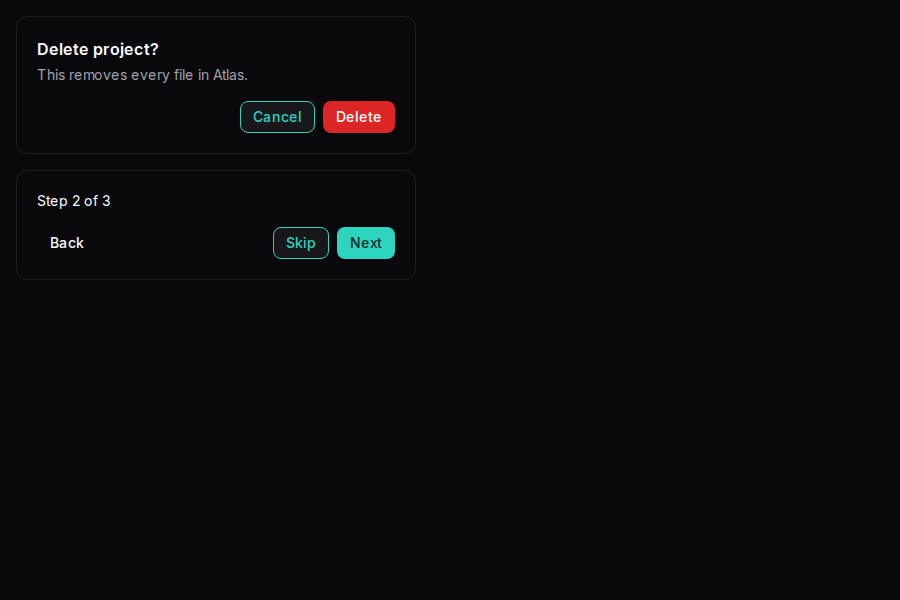 Delete project?
This removes every file in Atlas.
Cancel Delete
Step 2 of 3
Back Skip Next